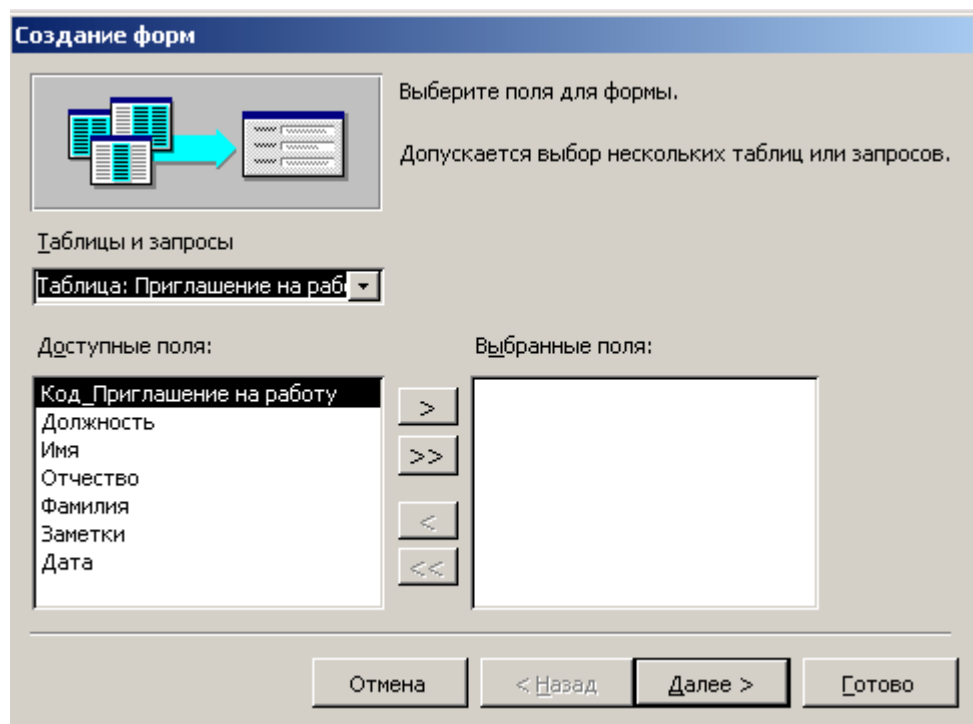 Создание форм
Выберите поля для формы.
Допускается выбор нескольких таблиц или запросов.
Таблицы и запросы
Таблица: Приглашение на раб
Доступные поля:
Выбранные поля:
Код_Приглашение на работу
Должность
Имя
Отчество
Фамилия
Заметки
Дата
>
>>
<
<<
Отмена
< Назад
Далее >
Готово